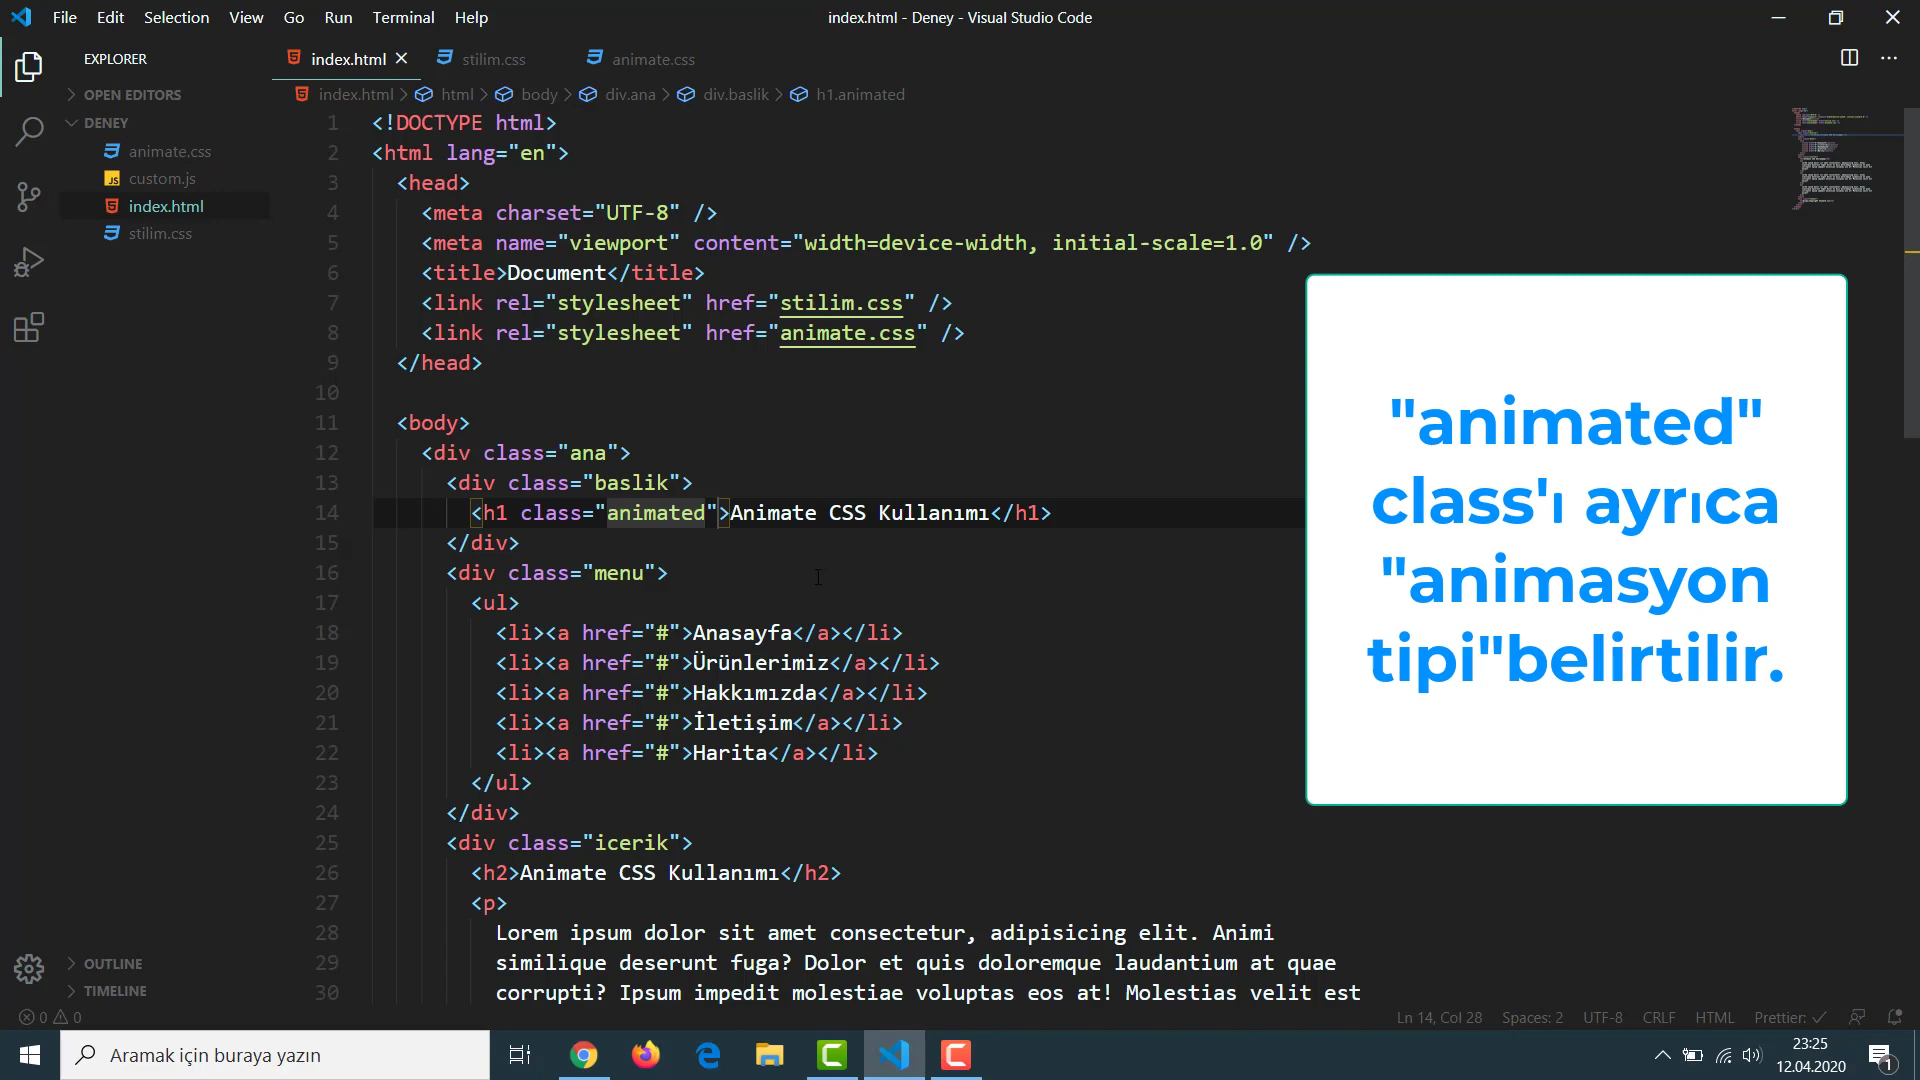 File Edit Selection View Go Run Terminal Help
index.html - Deney - Visual Studio Code
EXPLORER
OPEN EDITORS
DENEY
animate.css
custom.js
index.html
stilim.css
OUTLINE
TIMELINE
index.html stilim.css animate.css
index.html > html > body > div.ana > div.baslik > h1.animated
1 <!DOCTYPE html>
2 <html lang="en">
3 <head>
4 <meta charset="UTF-8" />
5 <meta name="viewport" content="width=device-width, initial-scale=1.0" />
6 <title>Document</title>
7 <link rel="stylesheet" href="stilim.css" />
8 <link rel="stylesheet" href="animate.css" />
9 </head>
10
11 <body>
12 <div class="ana">
13 <div class="baslik">
14 <h1 class="animated">Animate CSS Kullanımı</h1>
15 </div>
16 <div class="menu">
17 <ul>
18 <li><a href="#">Anasayfa</a></li>
19 <li><a href="#">Ürünlerimiz</a></li>
20 <li><a href="#">Hakkımızda</a></li>
21 <li><a href="#">İletişim</a></li>
22 <li><a href="#">Harita</a></li>
23 </ul>
24 </div>
25 <div class="icerik">
26 <h2>Animate CSS Kullanımı</h2>
27 <p>
28 Lorem ipsum dolor sit amet consectetur, adipisicing elit. Animi
29 similique deserunt fuga? Dolor et quis doloremque laudantium at quae
30 corrupti? Ipsum impedit molestiae voluptas eos at! Molestias velit est
"animated"
class'ı ayrıca
"animasyon
tipi"belirtilir.
0 0
Ln 14, Col 28 Spaces: 2 UTF-8 CRLF HTML Prettier: ✓
Aramak için buraya yazın
23:25
12.04.2020
1